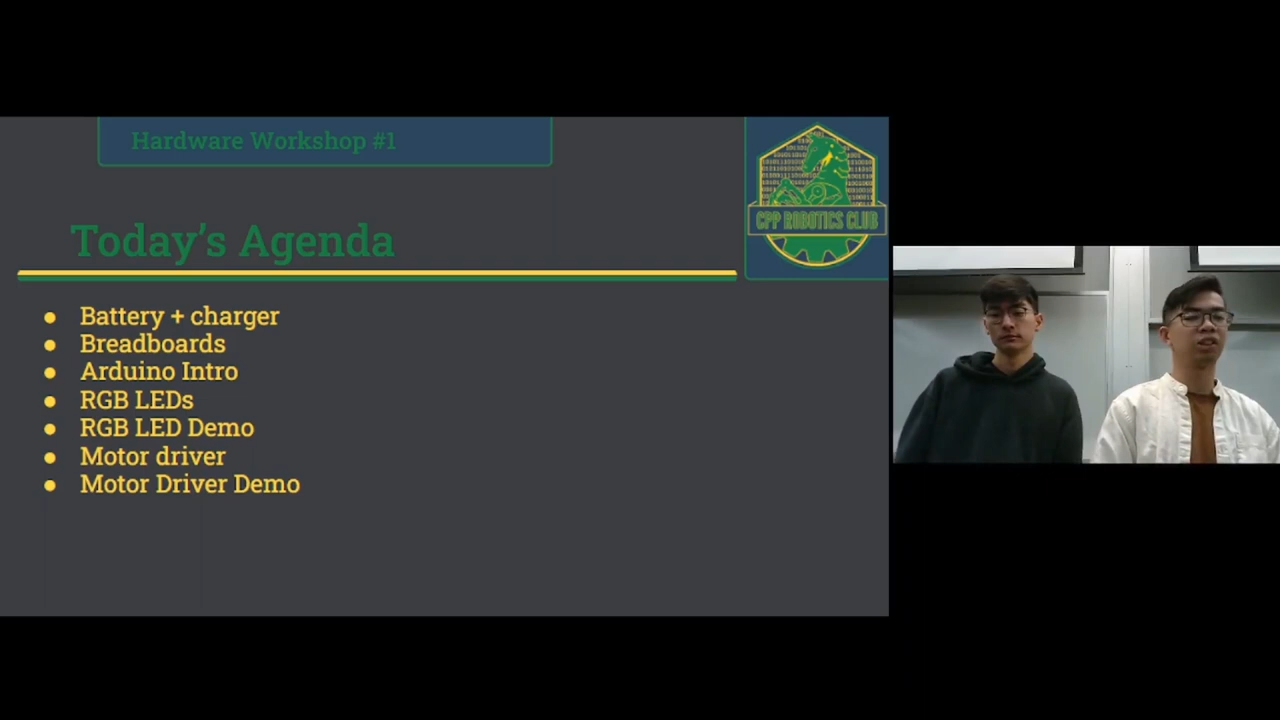 Hardware Workshop #1
CPP ROBOTICS CLUB
Today's Agenda
● Battery + charger
● Breadboards
● Arduino Intro
● RGB LEDs
● RGB LED Demo
● Motor driver
● Motor Driver Demo